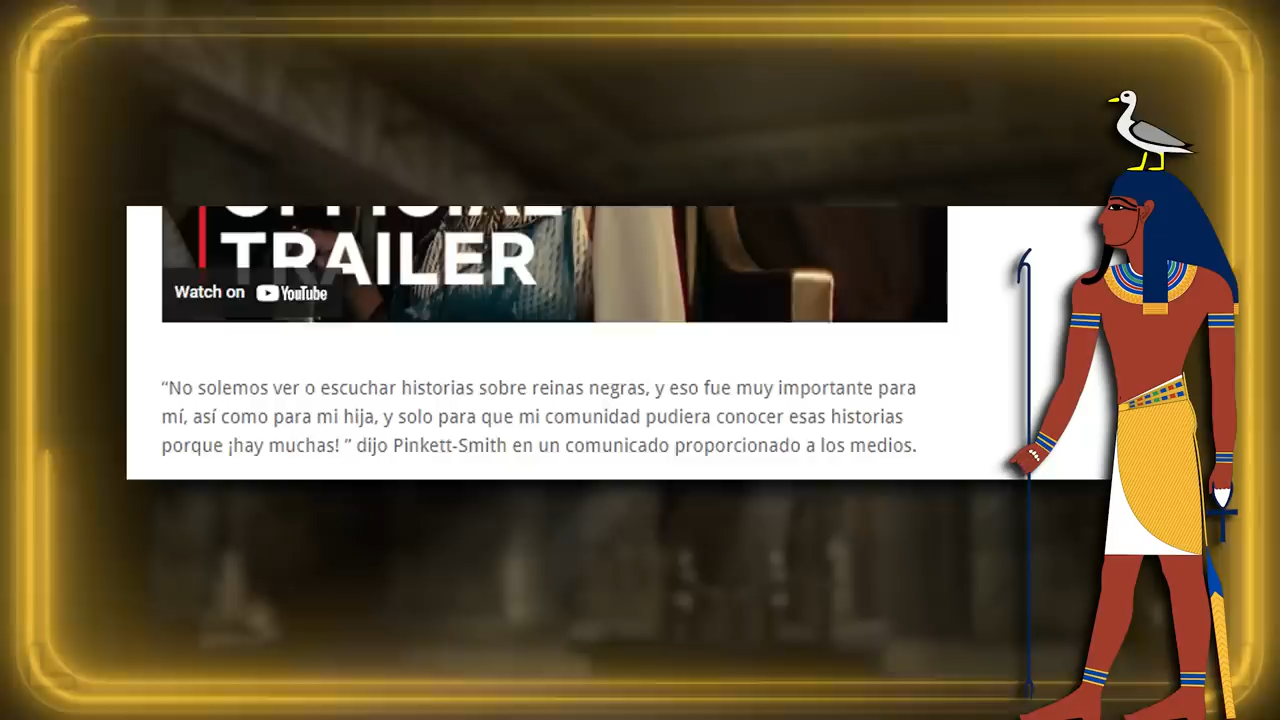 OFFICIAL
TRAILER
Watch on YouTube
“No solemos ver o escuchar historias sobre reinas negras, y eso fue muy importante para
mí, así como para mi hija, y solo para que mi comunidad pudiera conocer esas historias
porque ¡hay muchas! ” dijo Pinkett-Smith en un comunicado proporcionado a los medios.